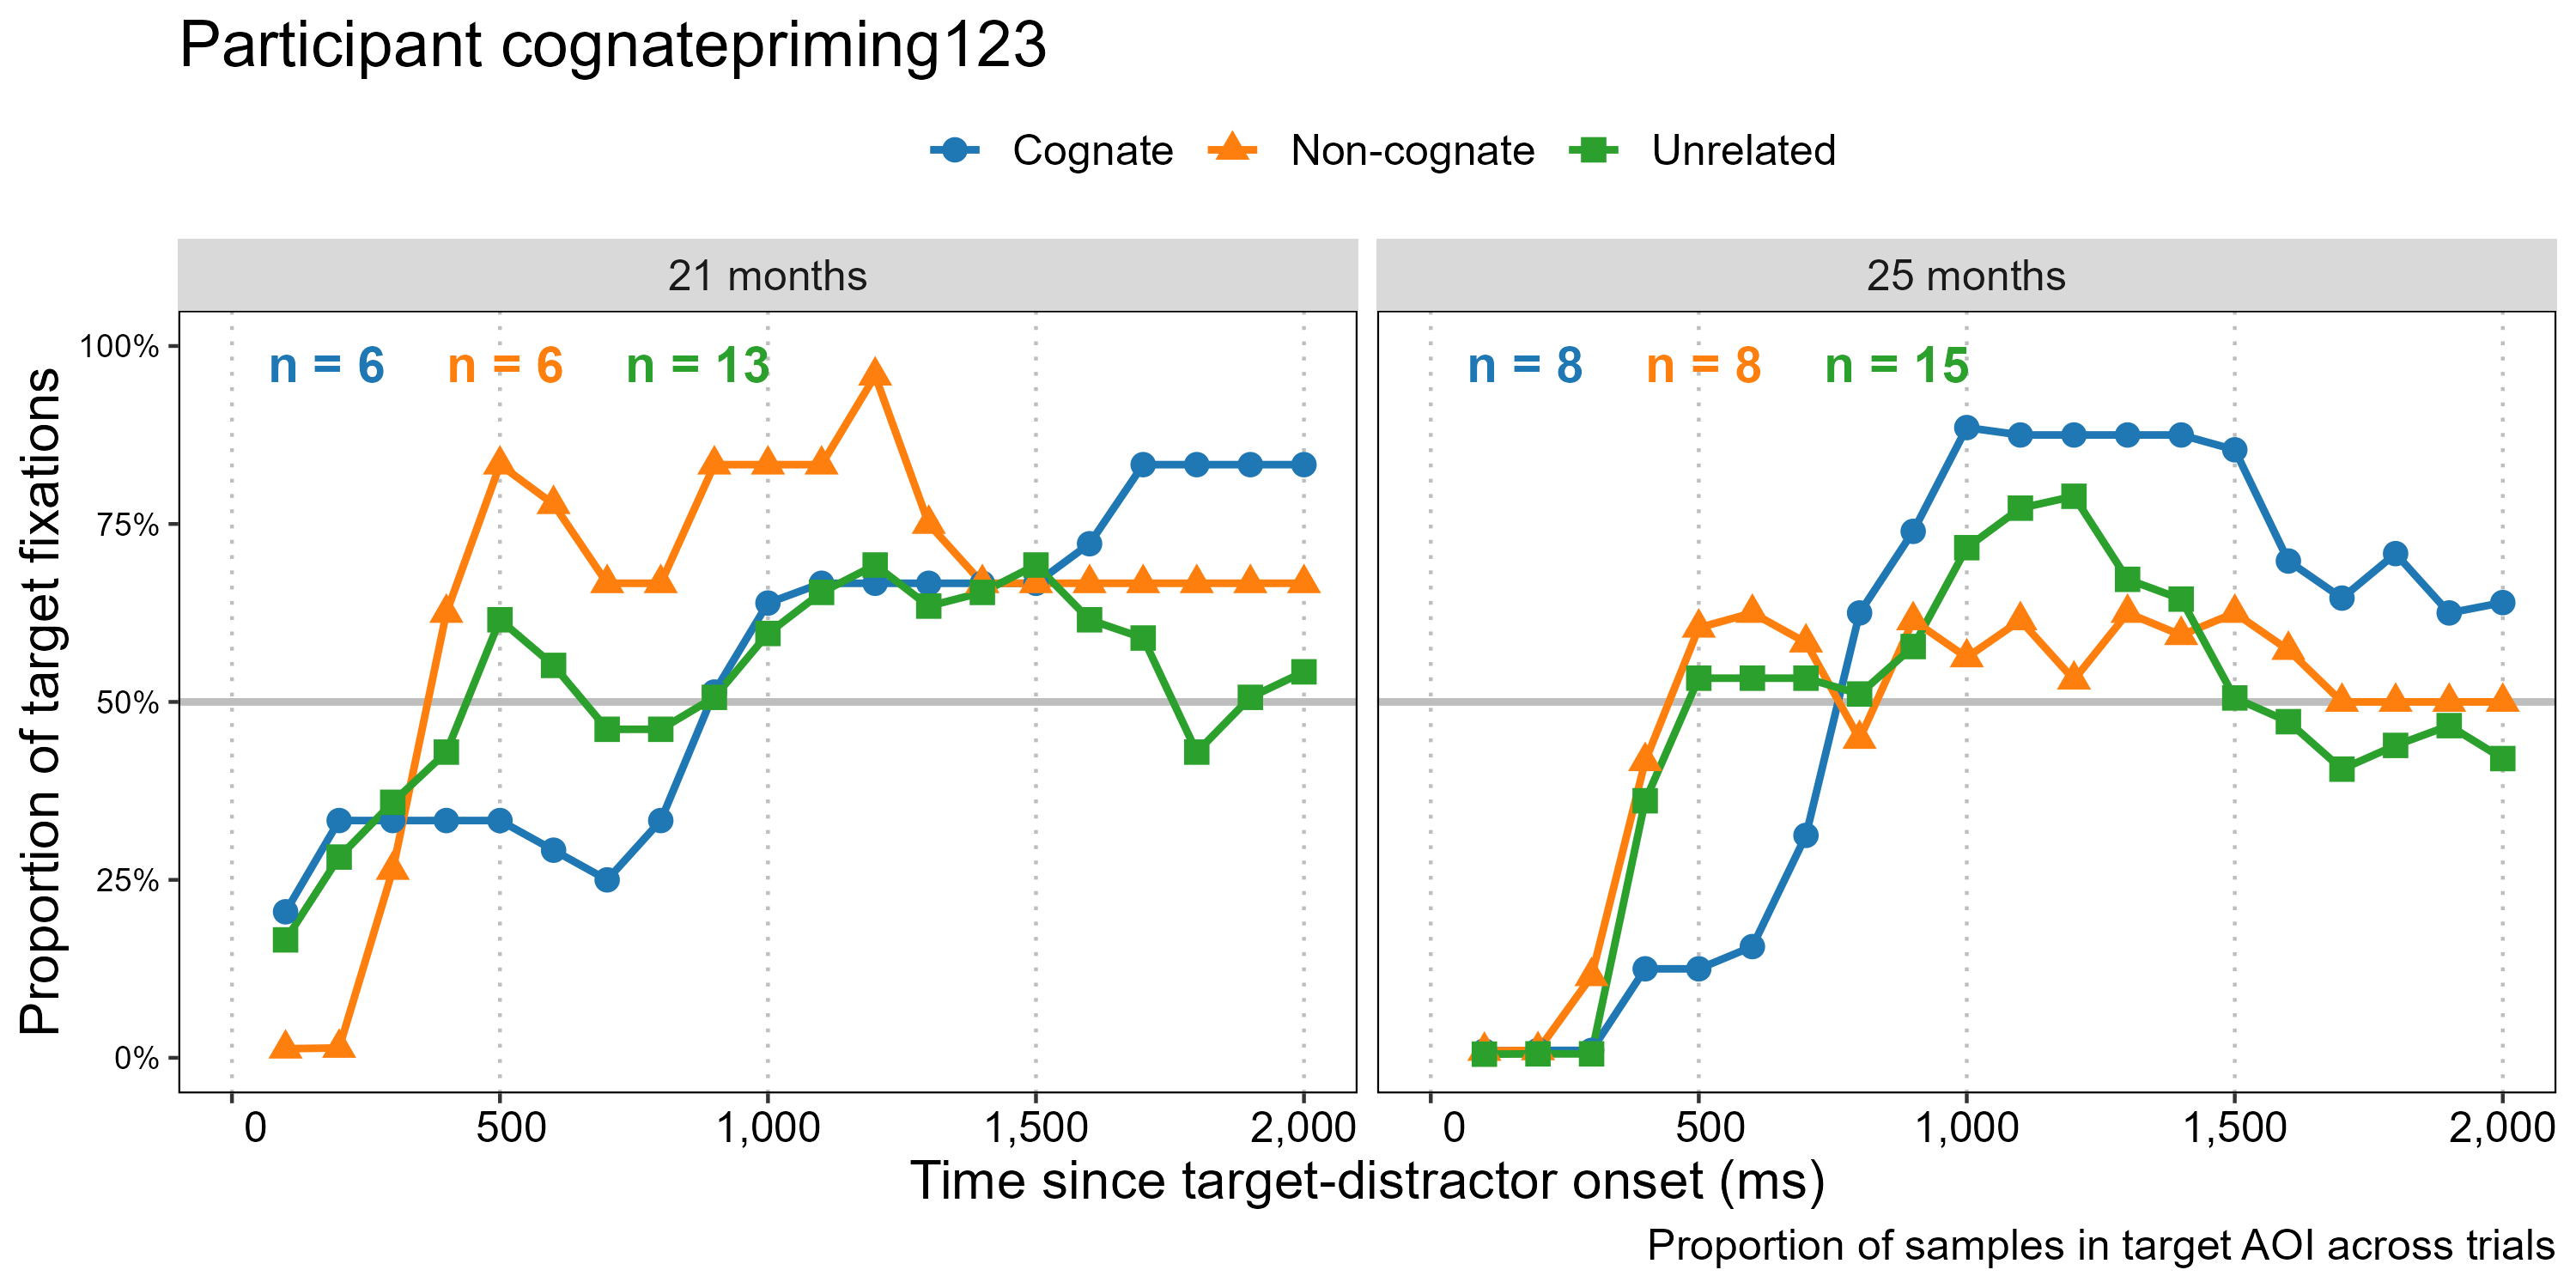 Participant cognatepriming123
Cognate Non-cognate Unrelated
21 months 25 months
n = 6 n = 6 n = 13 n = 8 n = 8 n = 15
100%
75%
50%
25%
0%
Proportion of target fixations
0 500 1,000 1,500 2,000 0 500 1,000 1,500 2,000
Time since target-distractor onset (ms)
Proportion of samples in target AOI across trials